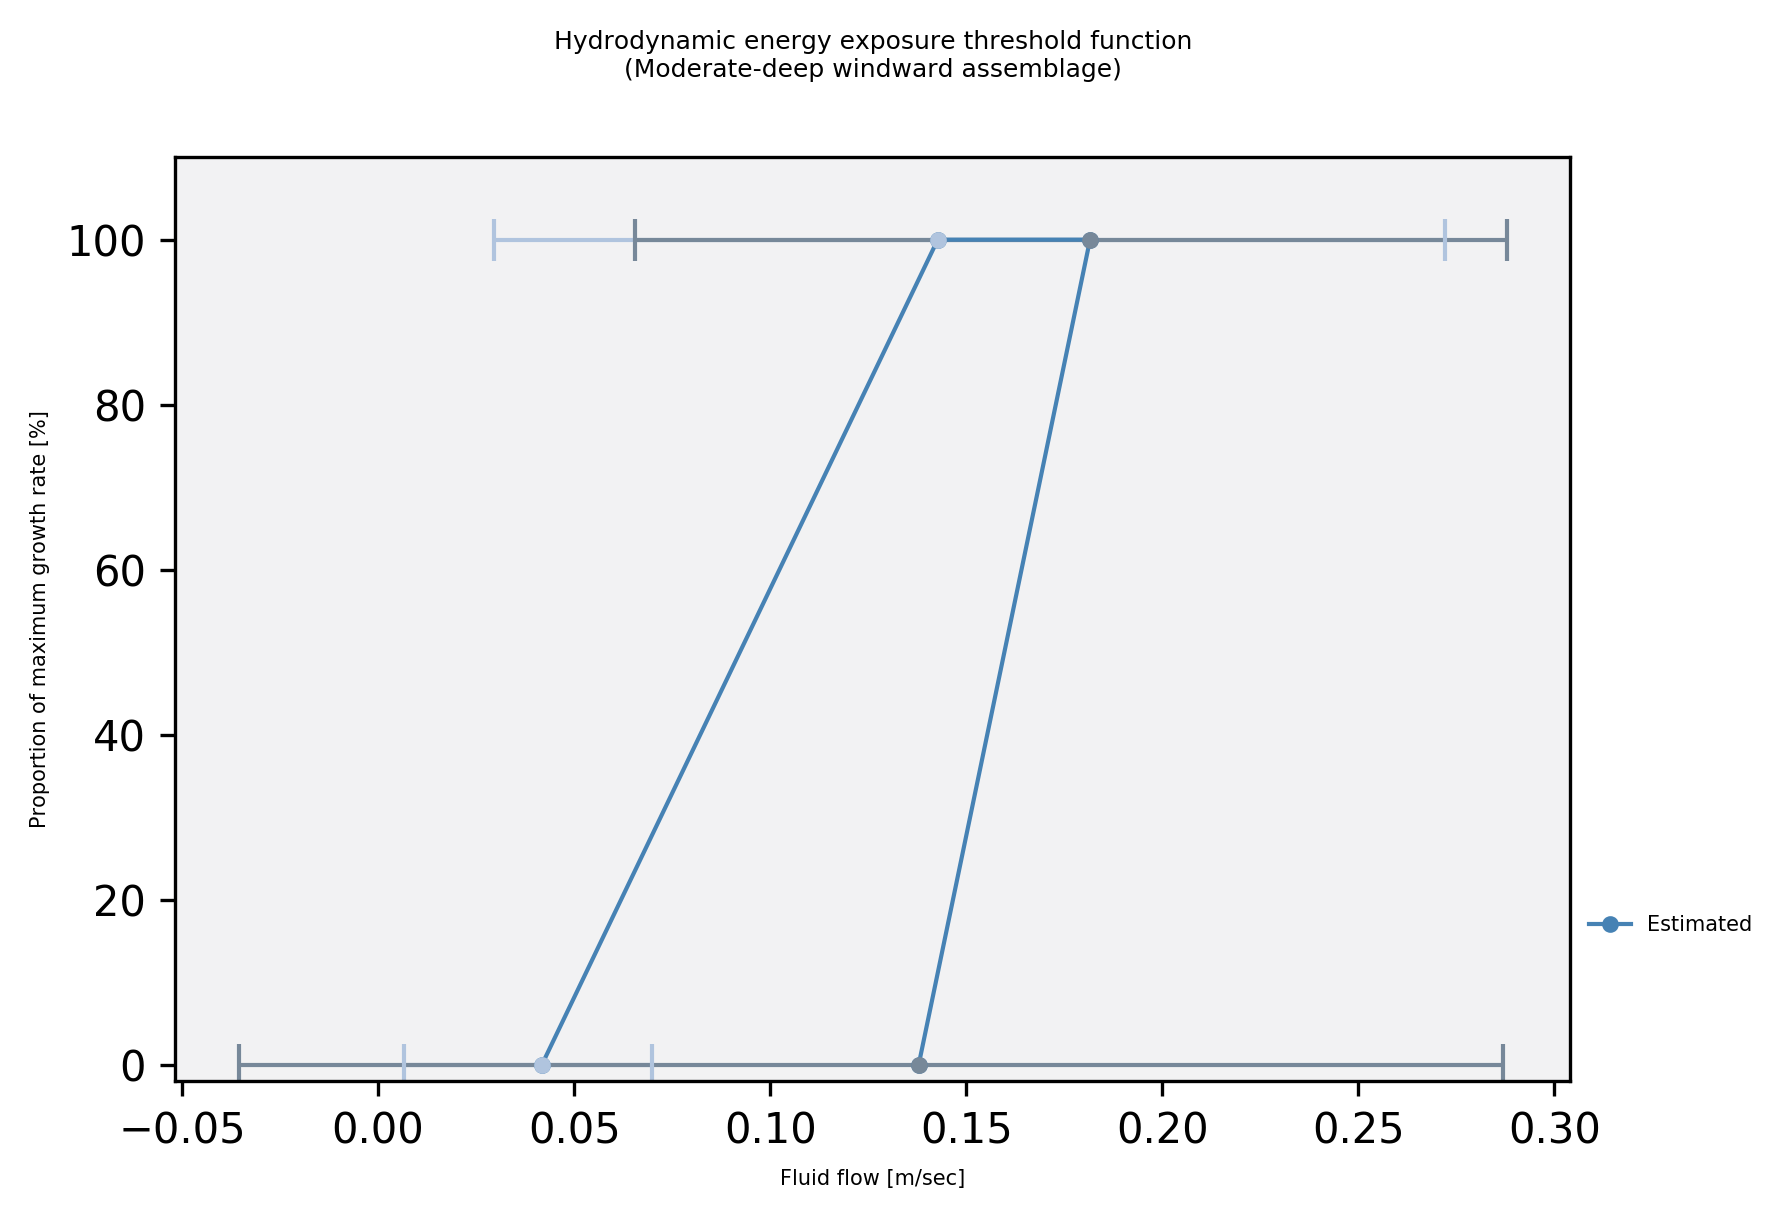 Hydrodynamic energy exposure threshold function
(Moderate-deep windward assemblage)
100
80
60
40
20
0
Proportion of maximum growth rate [%]
−0.05 0.00 0.05 0.10 0.15 0.20 0.25 0.30
Fluid flow [m/sec]
Estimated